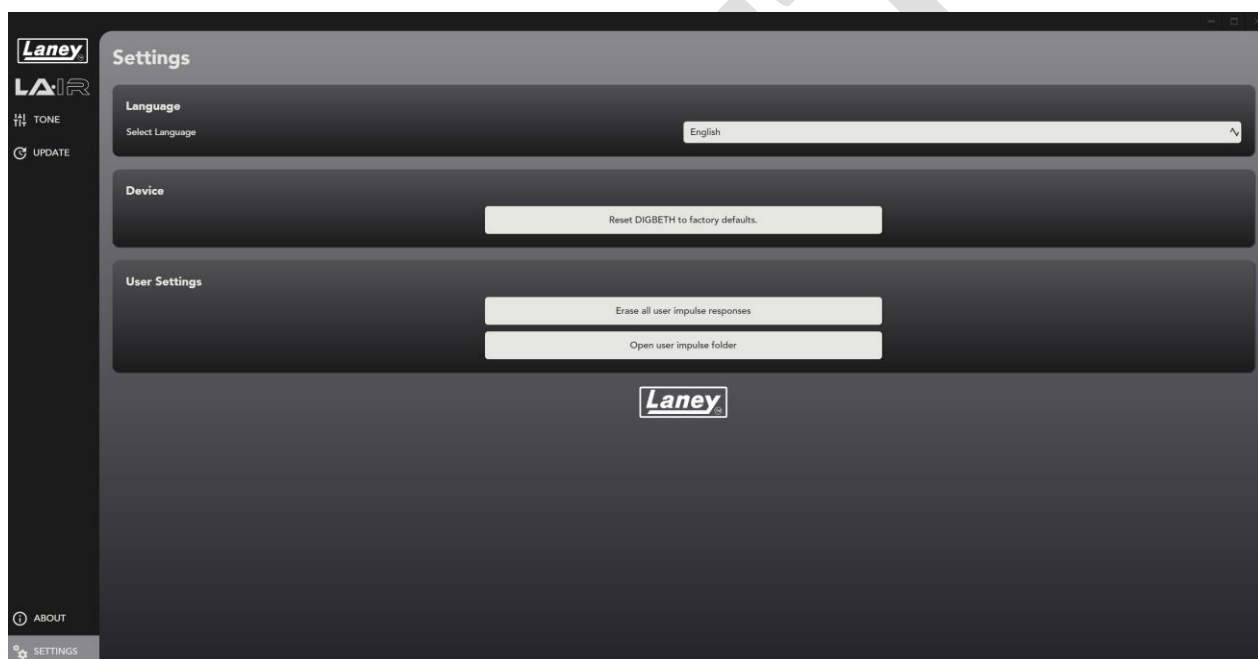 Laney
LA·IR
TONE
UPDATE
Settings
Language
Select Language
English
Device
Reset DIGBETH to factory defaults.
User Settings
Erase all user impulse responses
Open user impulse folder
Laney
ABOUT
SETTINGS